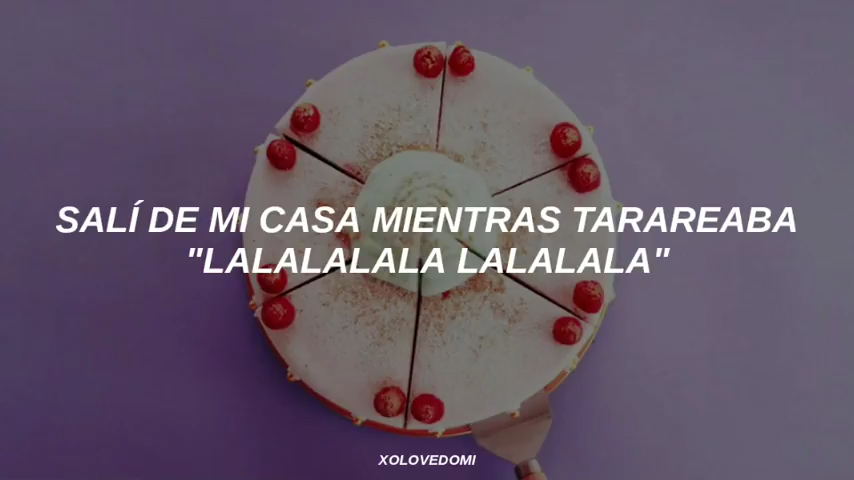 SALÍ DE MI CASA MIENTRAS TARAREABA
"LALALALALA LALALALA"
XOLOVEDOMI